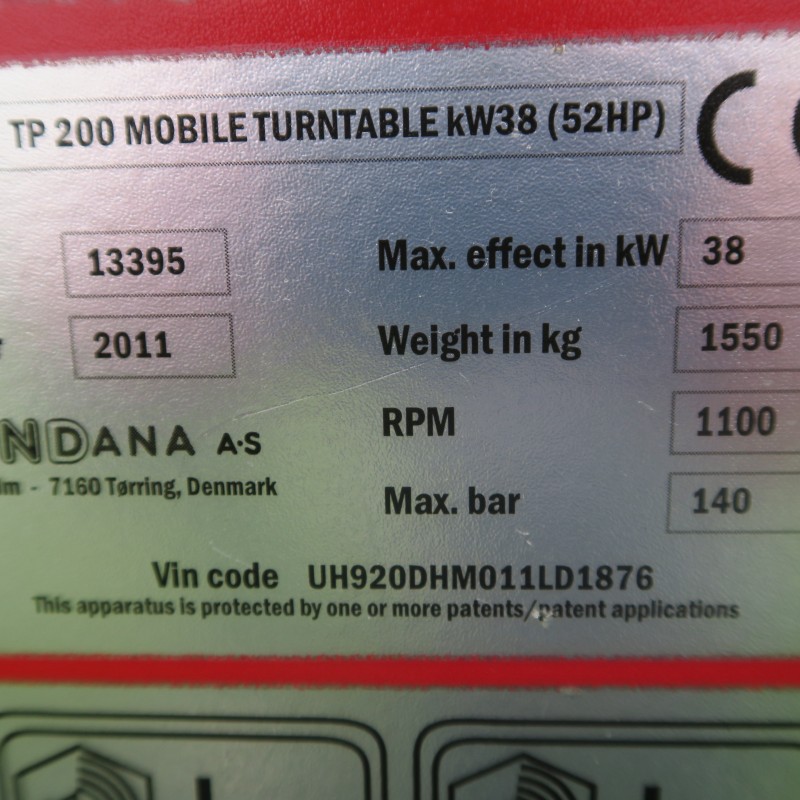 TP 200 MOBILE TURNTABLE kW38 (52HP)
13395
Max. effect in kW 38
2011
Weight in kg 1550
RPM 1100
NDANA A·S
7160 Tørring, Denmark
Max. bar 140
Vin code UH920DHM011LD1876
This apparatus is protected by one or more patents/patent applications